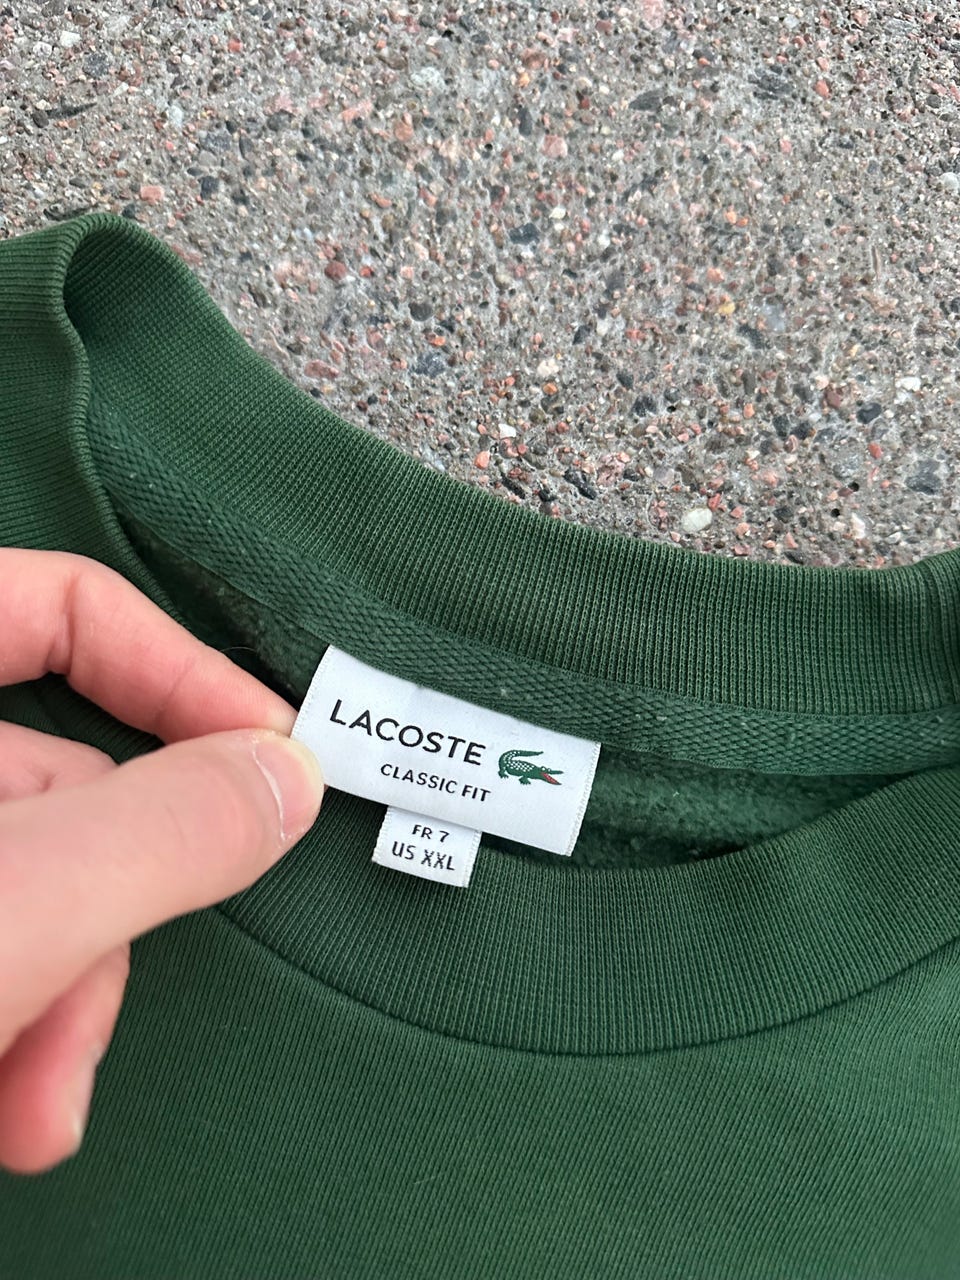 LACOSTE
CLASSIC FIT
FR 7
US XXL